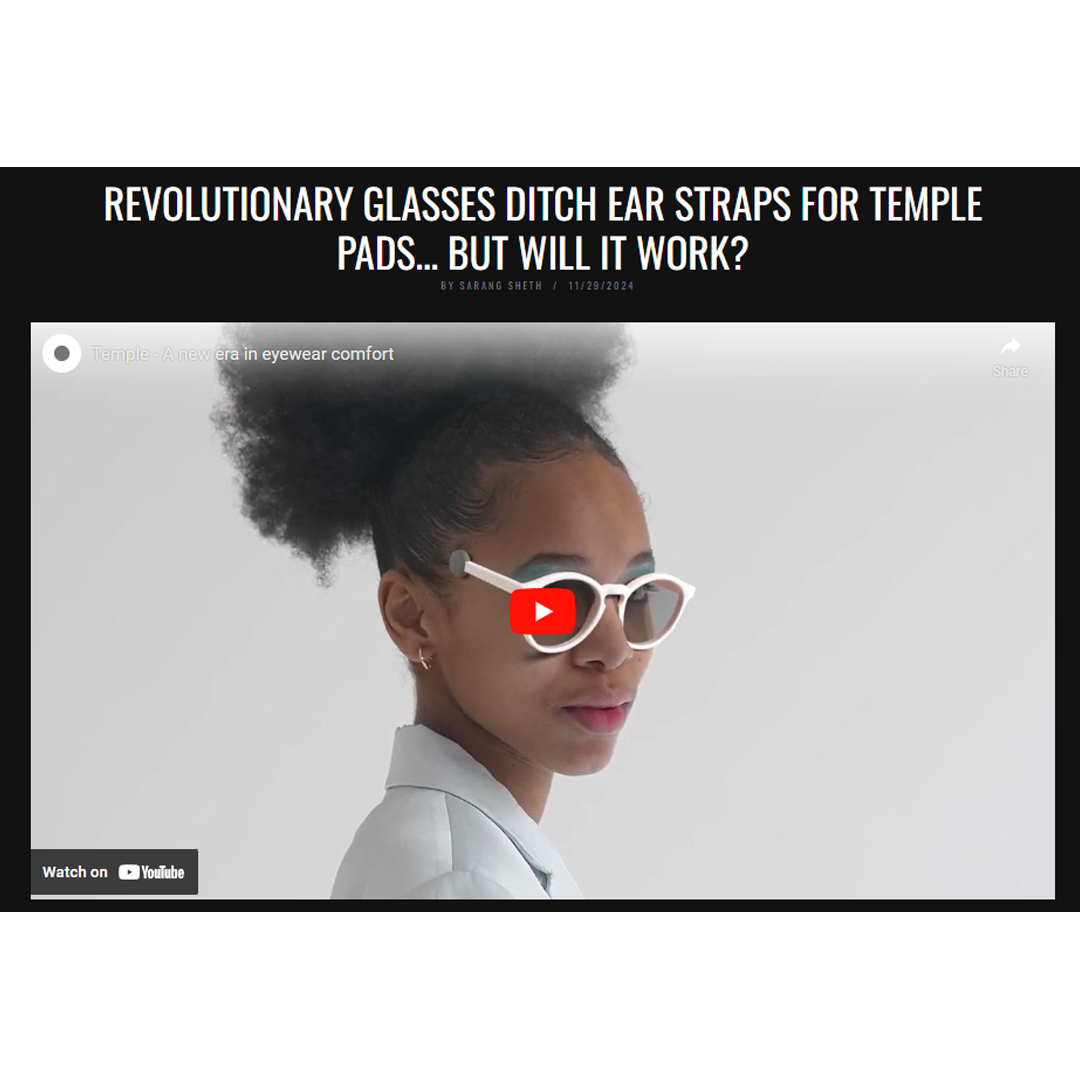 REVOLUTIONARY GLASSES DITCH EAR STRAPS FOR TEMPLE
PADS... BUT WILL IT WORK?
BY SARANG SHETH / 11/29/2024
Temple - A new era in eyewear comfort
Share
Watch on YouTube